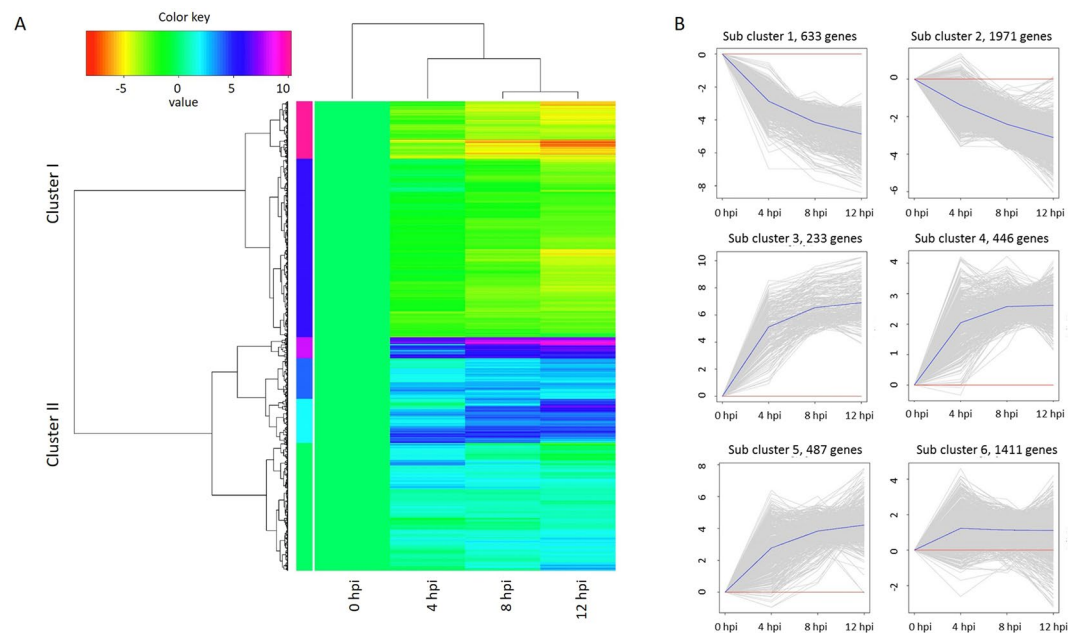 A
Color key
-5
0
5
10
value
Cluster I
Cluster II
0 hpi
4 hpi
8 hpi
12 hpi
B
Sub cluster 1, 633 genes
0
-2
-4
-6
-8
0 hpi
4 hpi
8 hpi
12 hpi
Sub cluster 2, 1971 genes
0
-2
-4
-6
0 hpi
4 hpi
8 hpi
12 hpi
Sub cluster 3, 233 genes
10
8
6
4
2
0
0 hpi
4 hpi
8 hpi
12 hpi
Sub cluster 4, 446 genes
4
3
2
1
0
0 hpi
4 hpi
8 hpi
12 hpi
Sub cluster 5, 487 genes
8
6
4
2
0
0 hpi
4 hpi
8 hpi
12 hpi
Sub cluster 6, 1411 genes
4
2
0
-2
0 hpi
4 hpi
8 hpi
12 hpi